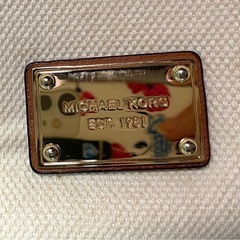 MICHAEL KORS
EST. 1981